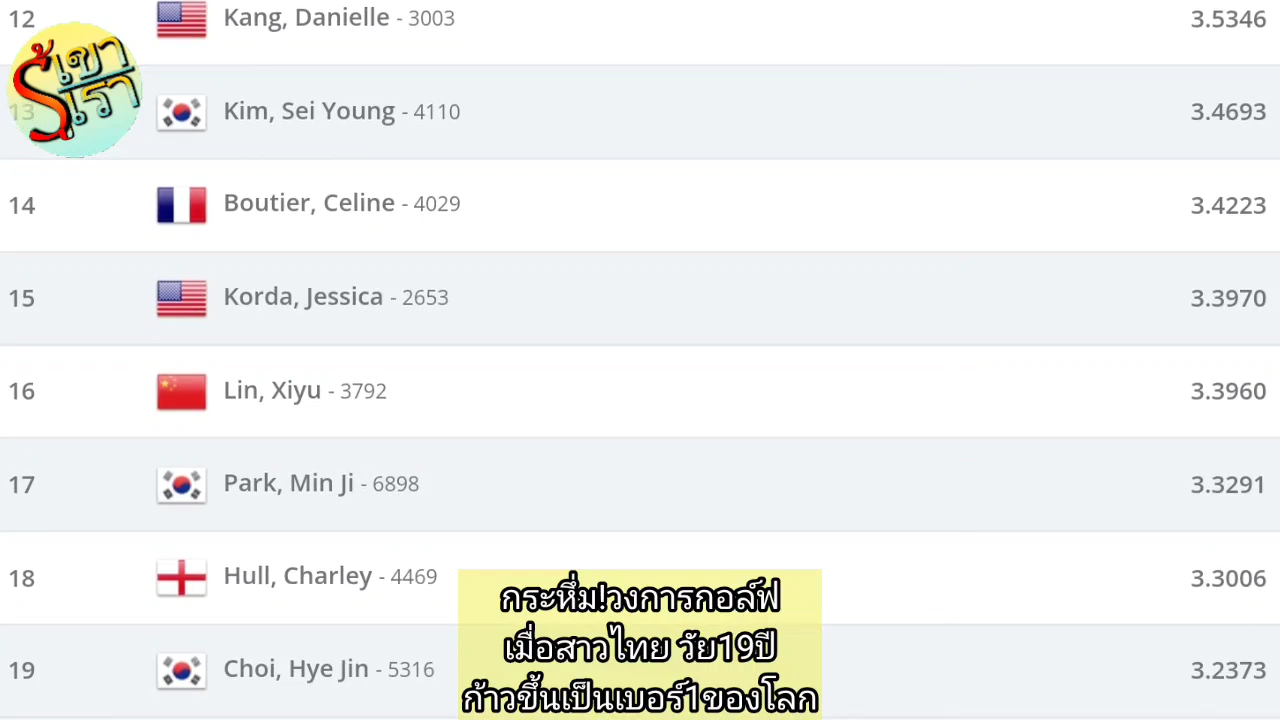 12 Kang, Danielle - 3003 3.5346
รู้เขา
รู้เรา
13 Kim, Sei Young - 4110 3.4693
14 Boutier, Celine - 4029 3.4223
15 Korda, Jessica - 2653 3.3970
16 Lin, Xiyu - 3792 3.3960
17 Park, Min Ji - 6898 3.3291
18 Hull, Charley - 4469 3.3006
19 Choi, Hye Jin - 5316 3.2373
กระหึ่ม!วงการกอล์ฟ
เมื่อสาวไทย วัย19ปี
ก้าวขึ้นเป็นเบอร์1ของโลก